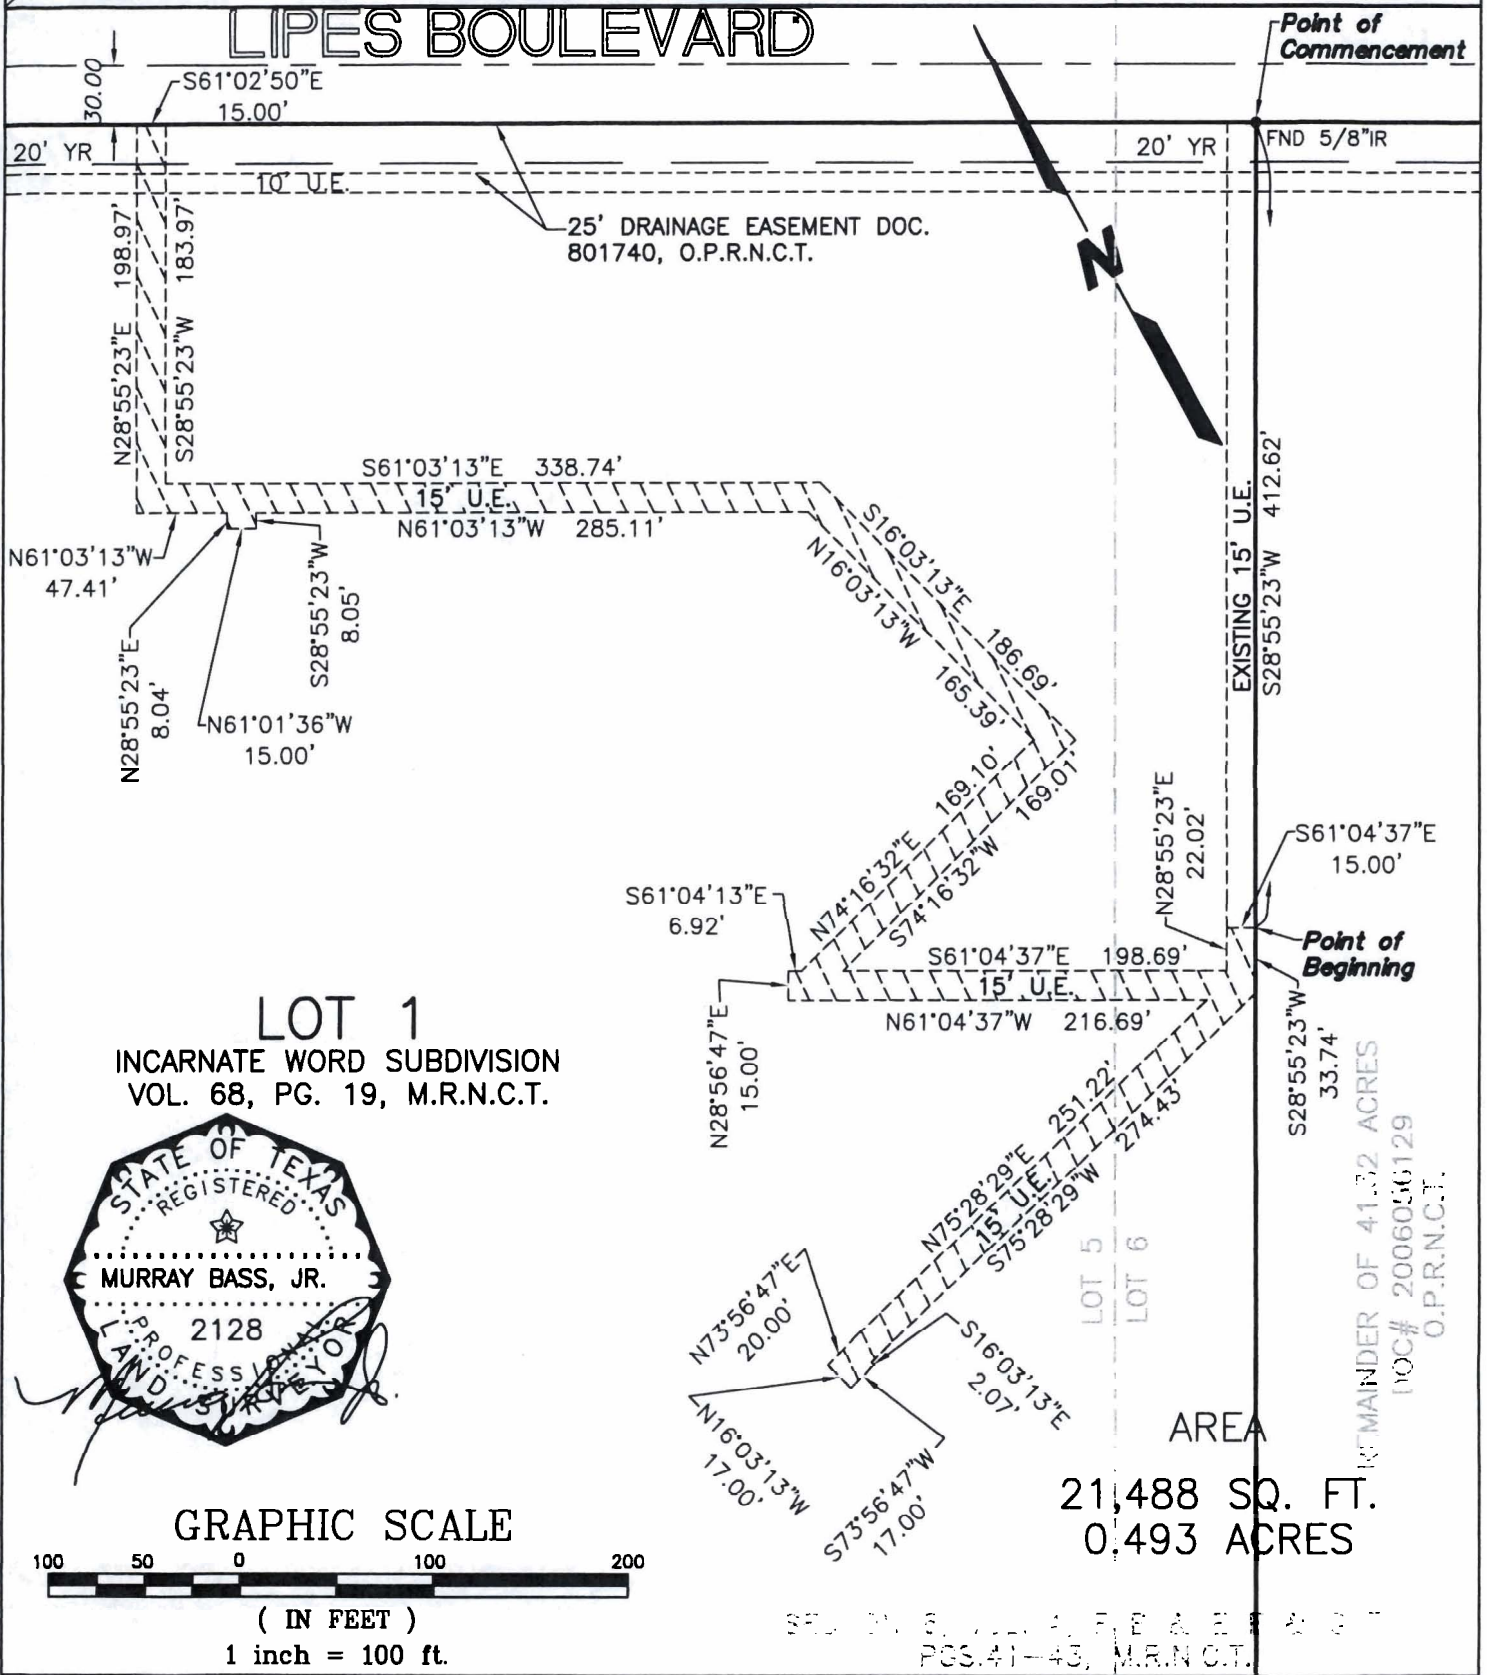 LIPES BOULEVARD
Point of
Commencement
30.00
S61°02'50"E
15.00'
20' YR
20' YR
FND 5/8"IR
10' U.E.
25' DRAINAGE EASEMENT DOC.
801740, O.P.R.N.C.T.
N28°55'23"E 198.97'
S28°55'23"W 183.97'
N
S61°03'13"E 338.74'
15' U.E.
N61°03'13"W 285.11'
N61°03'13"W
47.41'
N28°55'23"E
8.04'
N61°01'36"W
15.00'
S28°55'23"W
8.05'
S16°03'13"E 186.69'
N16°03'13"W 165.39'
EXISTING 15' U.E.
S28°55'23"W 412.62'
N74°16'32"E 169.10'
S74°16'32"W 169.01'
N28°55'23"E
22.02'
S61°04'37"E
15.00'
S61°04'13"E
6.92'
Point of
Beginning
S61°04'37"E 198.69'
15' U.E.
N61°04'37"W 216.69'
N28°56'47"E
15.00'
S28°55'23"W
33.74'
LOT 1
INCARNATE WORD SUBDIVISION
VOL. 68, PG. 19, M.R.N.C.T.
STATE OF TEXAS
REGISTERED
MURRAY BASS, JR.
2128
PROFESSIONAL
LAND SURVEYOR
N75°28'29"E 251.22'
15' U.E.
S75°28'29"W 274.43'
LOT 5
LOT 6
REMAINDER OF 41.32 ACRES
DOC# 2006056129
O.P.R.N.C.T.
N73°56'47"E
20.00'
S16°03'13"E
2.07'
N16°03'13"W
17.00'
S73°56'47"W
17.00'
AREA
21,488 SQ. FT.
0.493 ACRES
GRAPHIC SCALE
100 50 0 100 200
( IN FEET )
1 inch = 100 ft.
PGS.41-43, M.R.N.C.T.